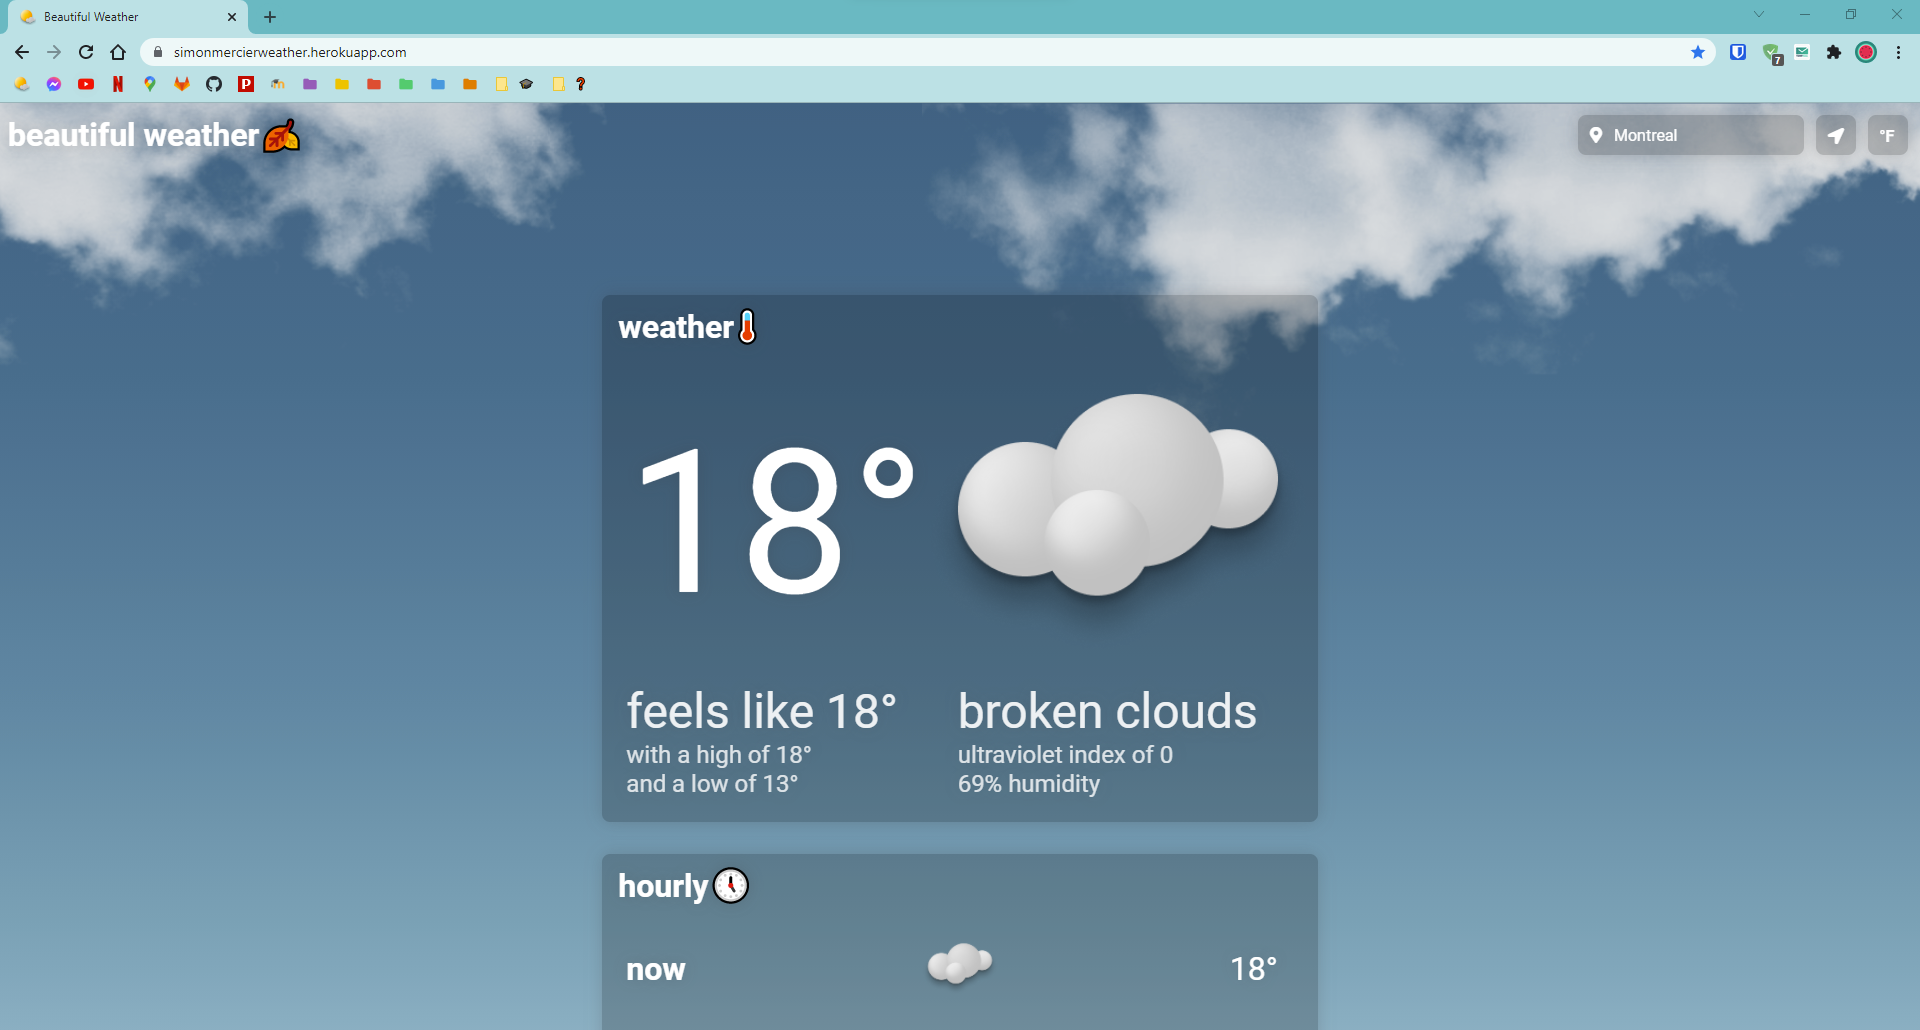 Beautiful Weather
simonmercierweather.herokuapp.com
7
beautiful weather
Montreal
°F
weather
18°
feels like 18°
with a high of 18°
and a low of 13°
broken clouds
ultraviolet index of 0
69% humidity
hourly
now
18°